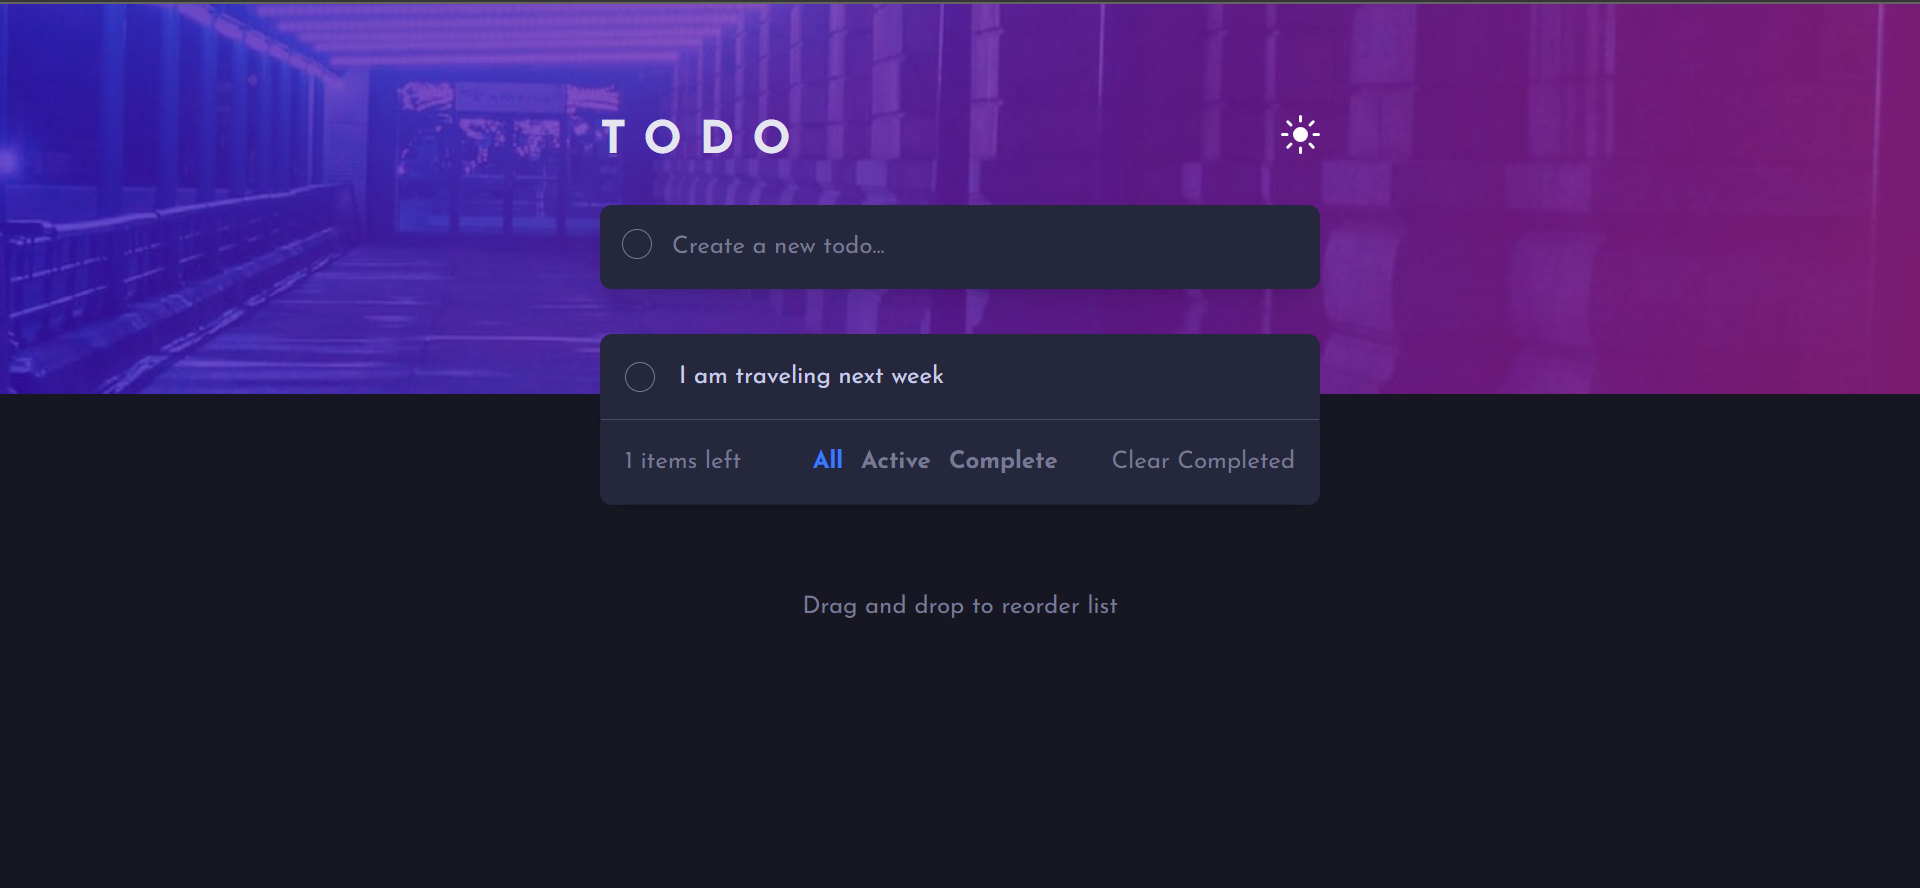 TODO
Create a new todo...
I am traveling next week
1 items left All Active Complete Clear Completed
Drag and drop to reorder list